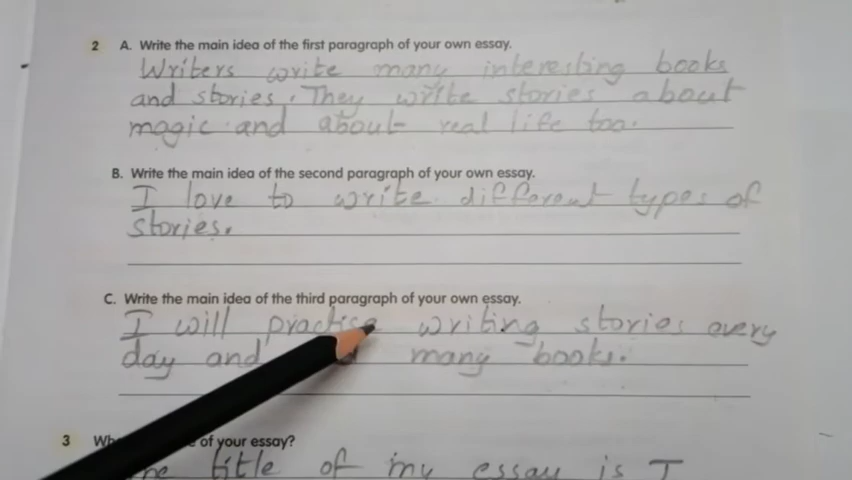 2 A. Write the main idea of the first paragraph of your own essay.
Writers write many interesting books
and stories. They write stories about
magic and about real life too.
B. Write the main idea of the second paragraph of your own essay.
I love to write different types of
stories.
C. Write the main idea of the third paragraph of your own essay.
I will practise writing stories every
day and many books.
3 of your essay?
title of my essay is I